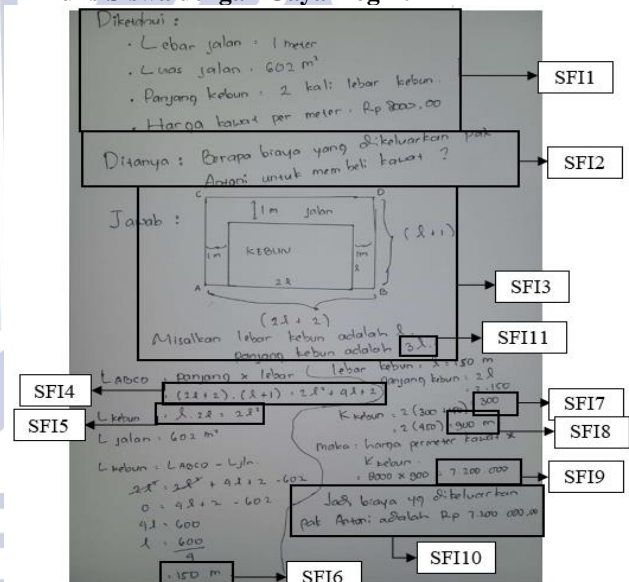 Diketahui :
• Lebar jalan = 1 meter
• Luas jalan = 602 m²
• Panjang kebun = 2 kali lebar kebun.
• Harga kawat per meter = Rp 8000,00
SFI1
Ditanya : Berapa biaya yang dikeluarkan pak
Antoni untuk membeli kawat ?
SFI2
Jawab :
C D
1 m jalan
1m KEBUN 1m l
(l+1)
A 2l B
(2l + 2)
SFI3
Misalkan lebar kebun adalah l
panjang kebun adalah 3l.
SFI11
L ABCD = panjang x lebar
= (2l+2) . (l+1) = 2l² + 4l + 2
SFI4
L kebun = l . 2l = 2l²
SFI5
L jalan = 602 m²
L kebun = L ABCD - L jln.
2l² = 2l² + 4l + 2 - 602
0 = 4l + 2 - 602
4l = 600
l = 600
4
= 150 m
SFI6
lebar kebun = l = 150 m
panjang kebun = 2l
= 2.150
= 300
SFI7
K kebun = 2 (300 + 150)
= 2 (450) = 900 m
SFI8
maka : harga permeter kawat x
K kebun.
= 8000 x 900 = 7.200.000
SFI9
Jadi biaya yg dikeluarkan
pak Antoni adalah Rp 7.200.000,00
SFI10